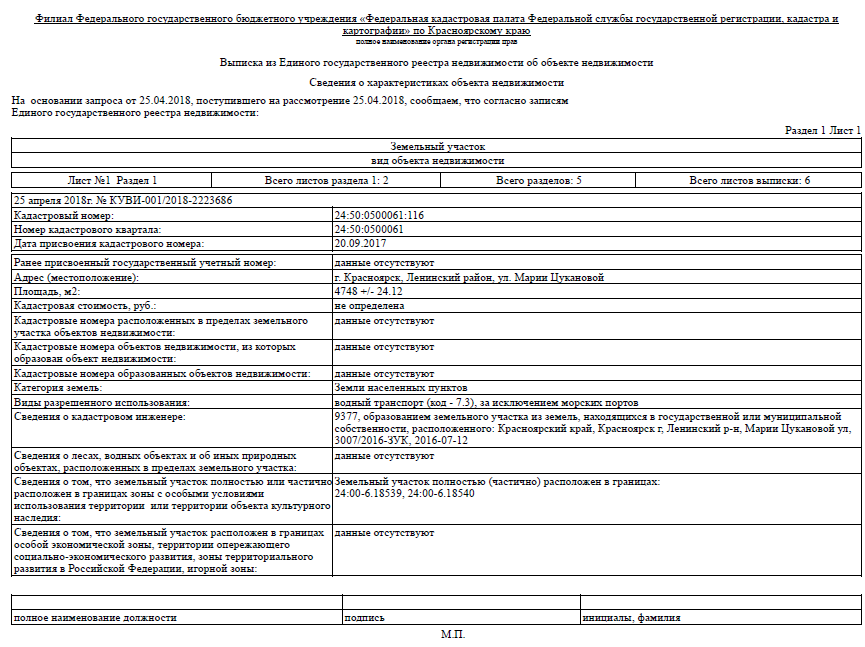 Филиал Федерального государственного бюджетного учреждения «Федеральная кадастровая палата Федеральной службы государственной регистрации, кадастра и
картографии» по Красноярскому краю
полное наименование органа регистрации прав
Выписка из Единого государственного реестра недвижимости об объекте недвижимости
Сведения о характеристиках объекта недвижимости
На основании запроса от 25.04.2018, поступившего на рассмотрение 25.04.2018, сообщаем, что согласно записям
Единого государственного реестра недвижимости:
Раздел 1 Лист 1
Земельный участок
вид объекта недвижимости
Лист №1 Раздел 1 Всего листов раздела 1: 2 Всего разделов: 5 Всего листов выписки: 6
25 апреля 2018г. № КУВИ-001/2018-2223686
Кадастровый номер: 24:50:0500061:116
Номер кадастрового квартала: 24:50:0500061
Дата присвоения кадастрового номера: 20.09.2017
Ранее присвоенный государственный учетный номер: данные отсутствуют
Адрес (местоположение): г. Красноярск, Ленинский район, ул. Марии Цукановой
Площадь, м2: 4748 +/- 24.12
Кадастровая стоимость, руб.: не определена
Кадастровые номера расположенных в пределах земельного данные отсутствуют
участка объектов недвижимости:
Кадастровые номера объектов недвижимости, из которых данные отсутствуют
образован объект недвижимости:
Кадастровые номера образованных объектов недвижимости: данные отсутствуют
Категория земель: Земли населенных пунктов
Виды разрешенного использования: водный транспорт (код - 7.3), за исключением морских портов
Сведения о кадастровом инженере: 9377, образованием земельного участка из земель, находящихся в государственной или муниципальной
собственности, расположенного: Красноярский край, Красноярск г, Ленинский р-н, Марии Цукановой ул,
3007/2016-ЗУК, 2016-07-12
Сведения о лесах, водных объектах и об иных природных данные отсутствуют
объектах, расположенных в пределах земельного участка:
Сведения о том, что земельный участок полностью или частично Земельный участок полностью (частично) расположен в границах:
расположен в границах зоны с особыми условиями 24:00-6.18539, 24:00-6.18540
использования территории или территории объекта культурного
наследия:
Сведения о том, что земельный участок расположен в границах данные отсутствуют
особой экономической зоны, территории опережающего
социально-экономического развития, зоны территориального
развития в Российской Федерации, игорной зоны:
полное наименование должности подпись инициалы, фамилия
М.П.